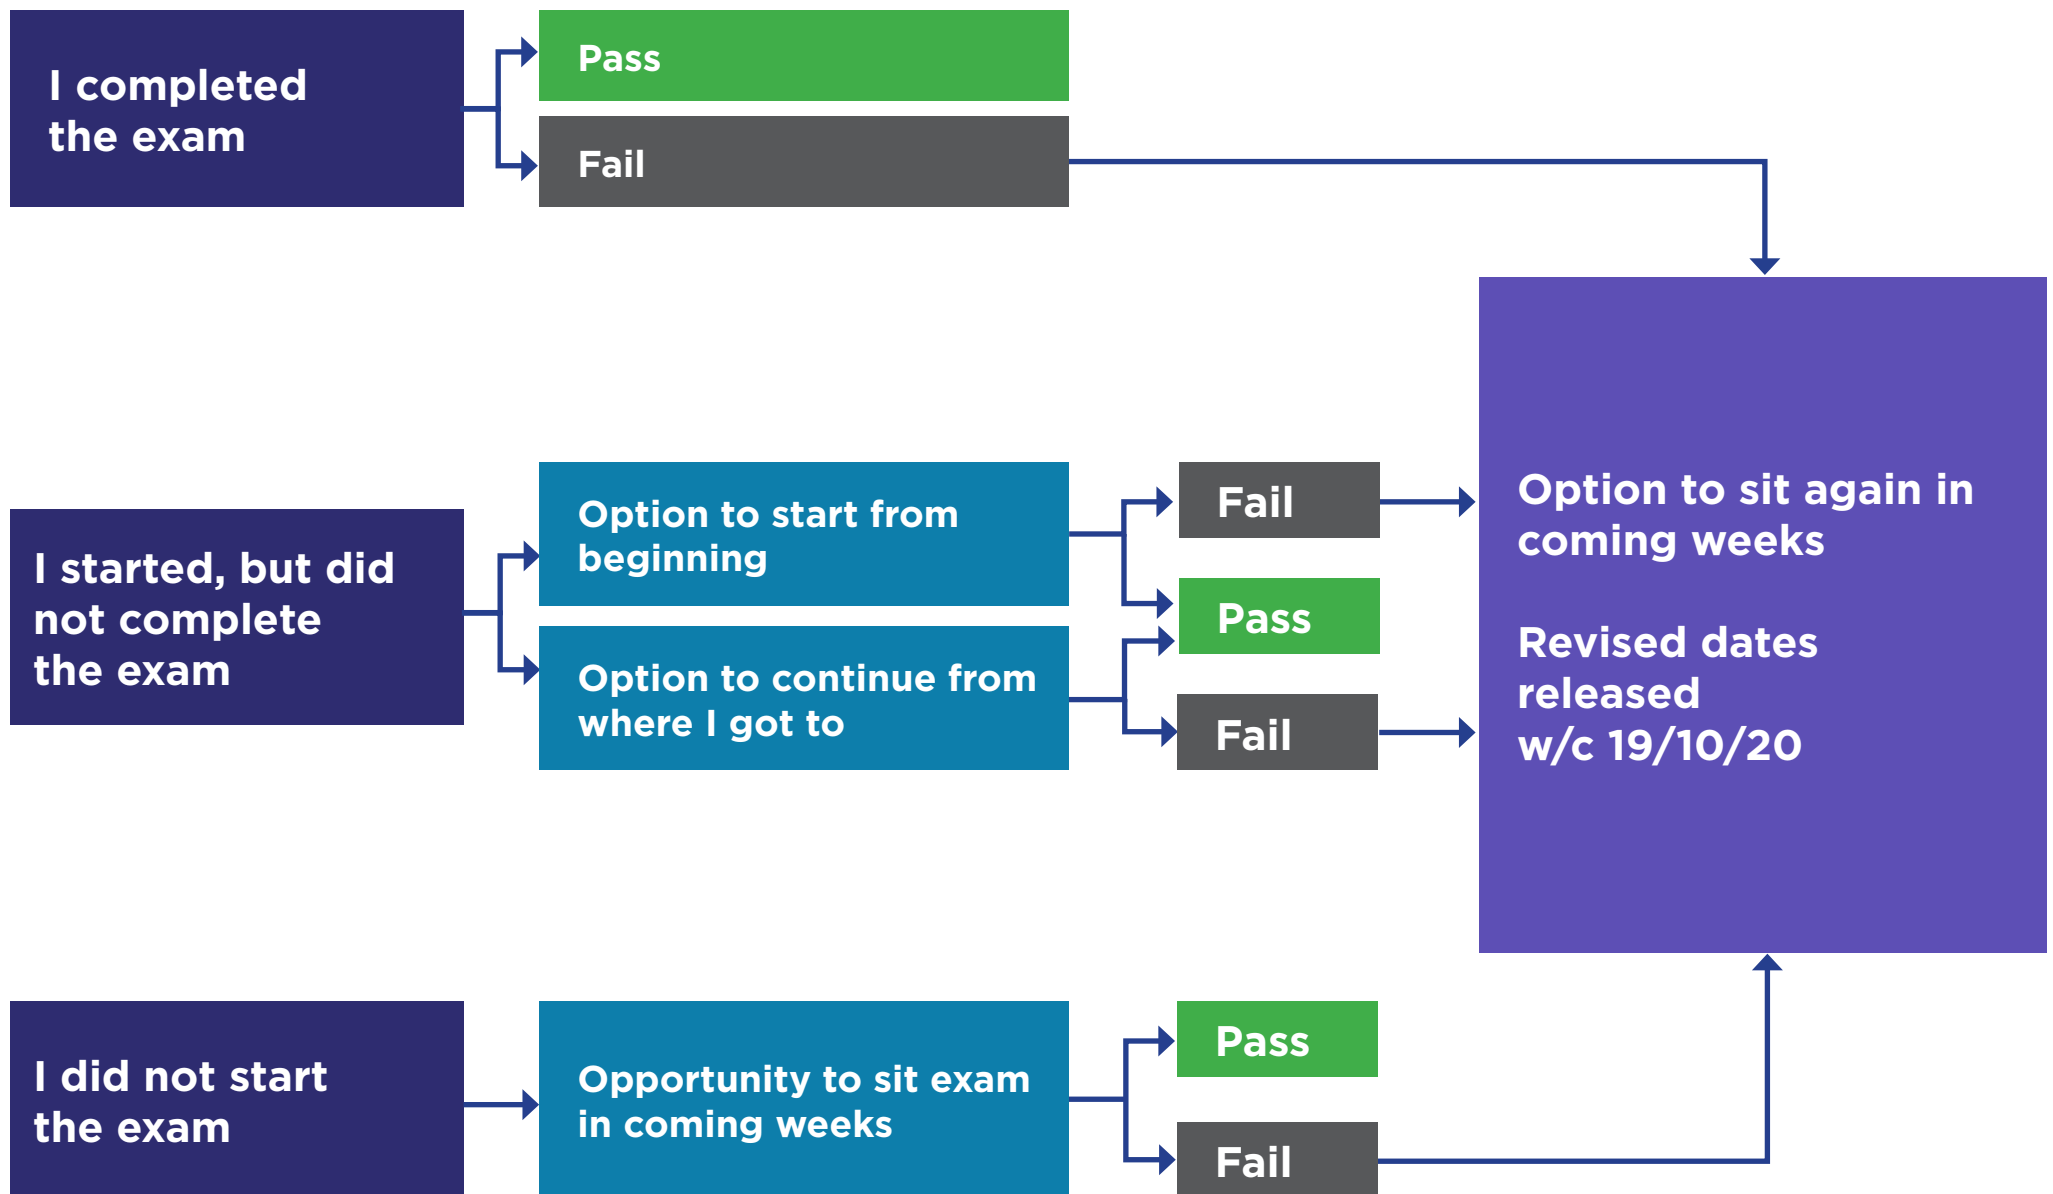 I completed
the exam
Pass
Fail
I started, but did
not complete
the exam
Option to start from
beginning
Option to continue from
where I got to
Fail
Pass
Fail
Option to sit again in
coming weeks
Revised dates
released
w/c 19/10/20
I did not start
the exam
Opportunity to sit exam
in coming weeks
Pass
Fail